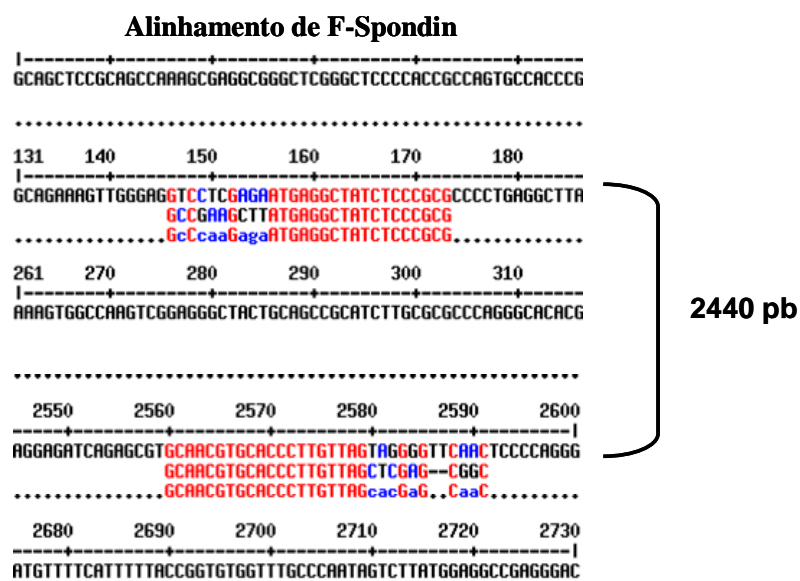 Alinhamento de F-Spondin
|--------+---------+---------+---------+---------+------
GCAGCTCCGCAGCCAAAGCGAGGCGGGCTCGGGCTCCCCACCGCCAGTGCCACCCG
........................................................
131 140 150 160 170 180
|--------+---------+---------+---------+---------+------
GCAGAAAGTTGGGAGGTCCTCGAGAATGAGGCTATCTCCCGCGCCCCTGAGGCTTA
GCCGAAGCTTATGAGGCTATCTCCCGCG
...............GcCcaaGagaATGAGGCTATCTCCCGCG.............
261 270 280 290 300 310
|--------+---------+---------+---------+---------+------
AAAGTGGCCAAGTCGGAGGGCTACTGCAGCCGCATCTTGCGCGCCCAGGGCACACG
........................................................
2550 2560 2570 2580 2590 2600
-----+---------+---------+---------+---------+---------|
AGGAGATCAGAGCGTGCAACGTGCACCCTTGTTAGTAGGGGTTCAACTCCCCAGGG
GCAACGTGCACCCTTGTTAGCTCGAG--CGGC
...............GCAACGTGCACCCTTGTTAGcacGaG..CaaC.........
2680 2690 2700 2710 2720 2730
-----+---------+---------+---------+---------+---------|
ATGTTTTCATTTTTACCGGTGTGGTTTGCCCAATAGTCTTATGGAGGCCGAGGGAC
2440 pb